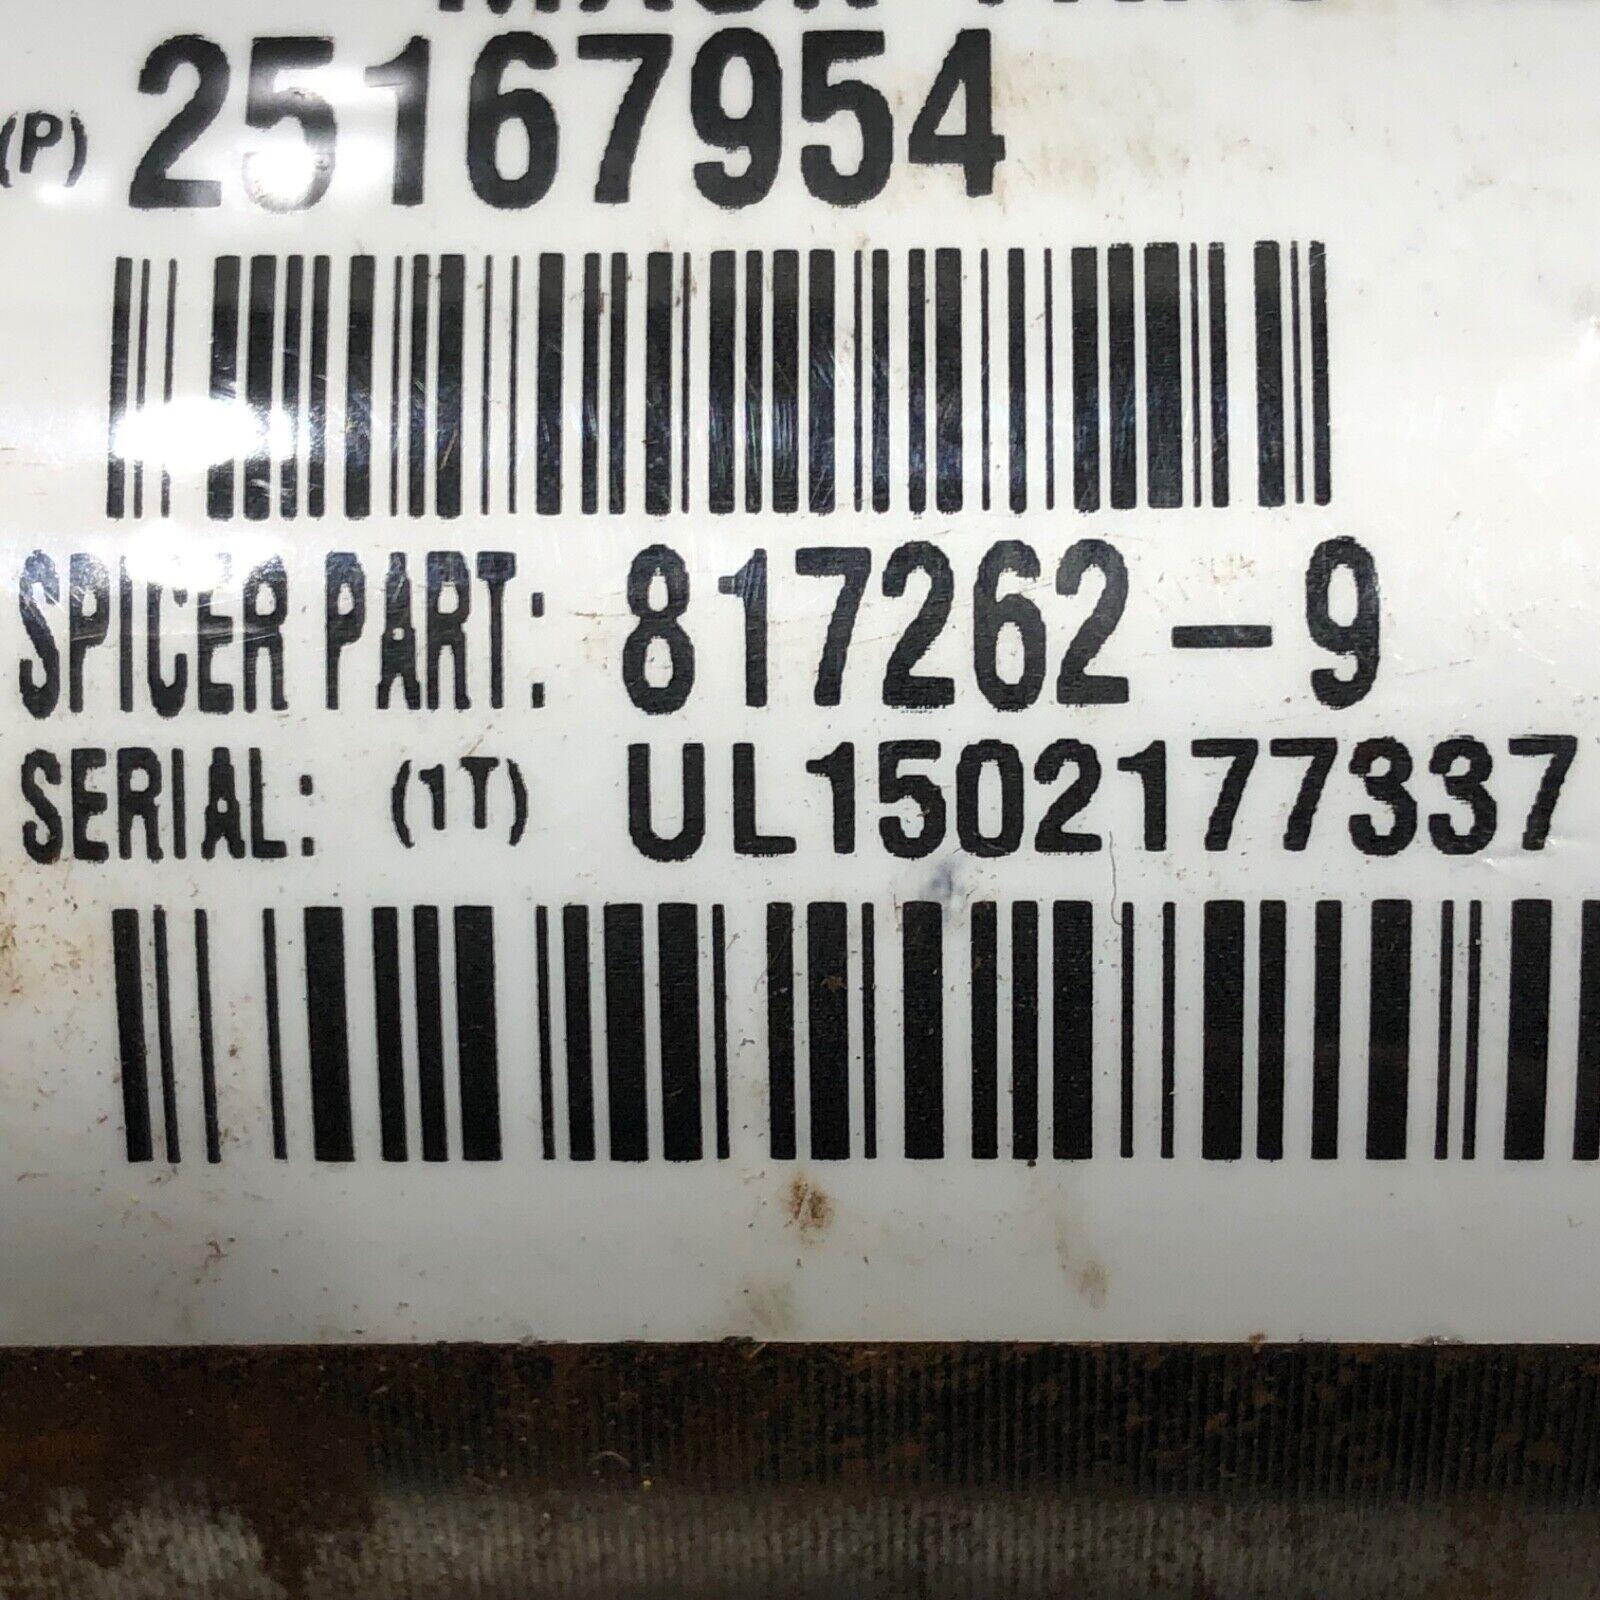 (P) 25167954
SPICER PART: 817262-9
SERIAL: (1T) UL1502177337